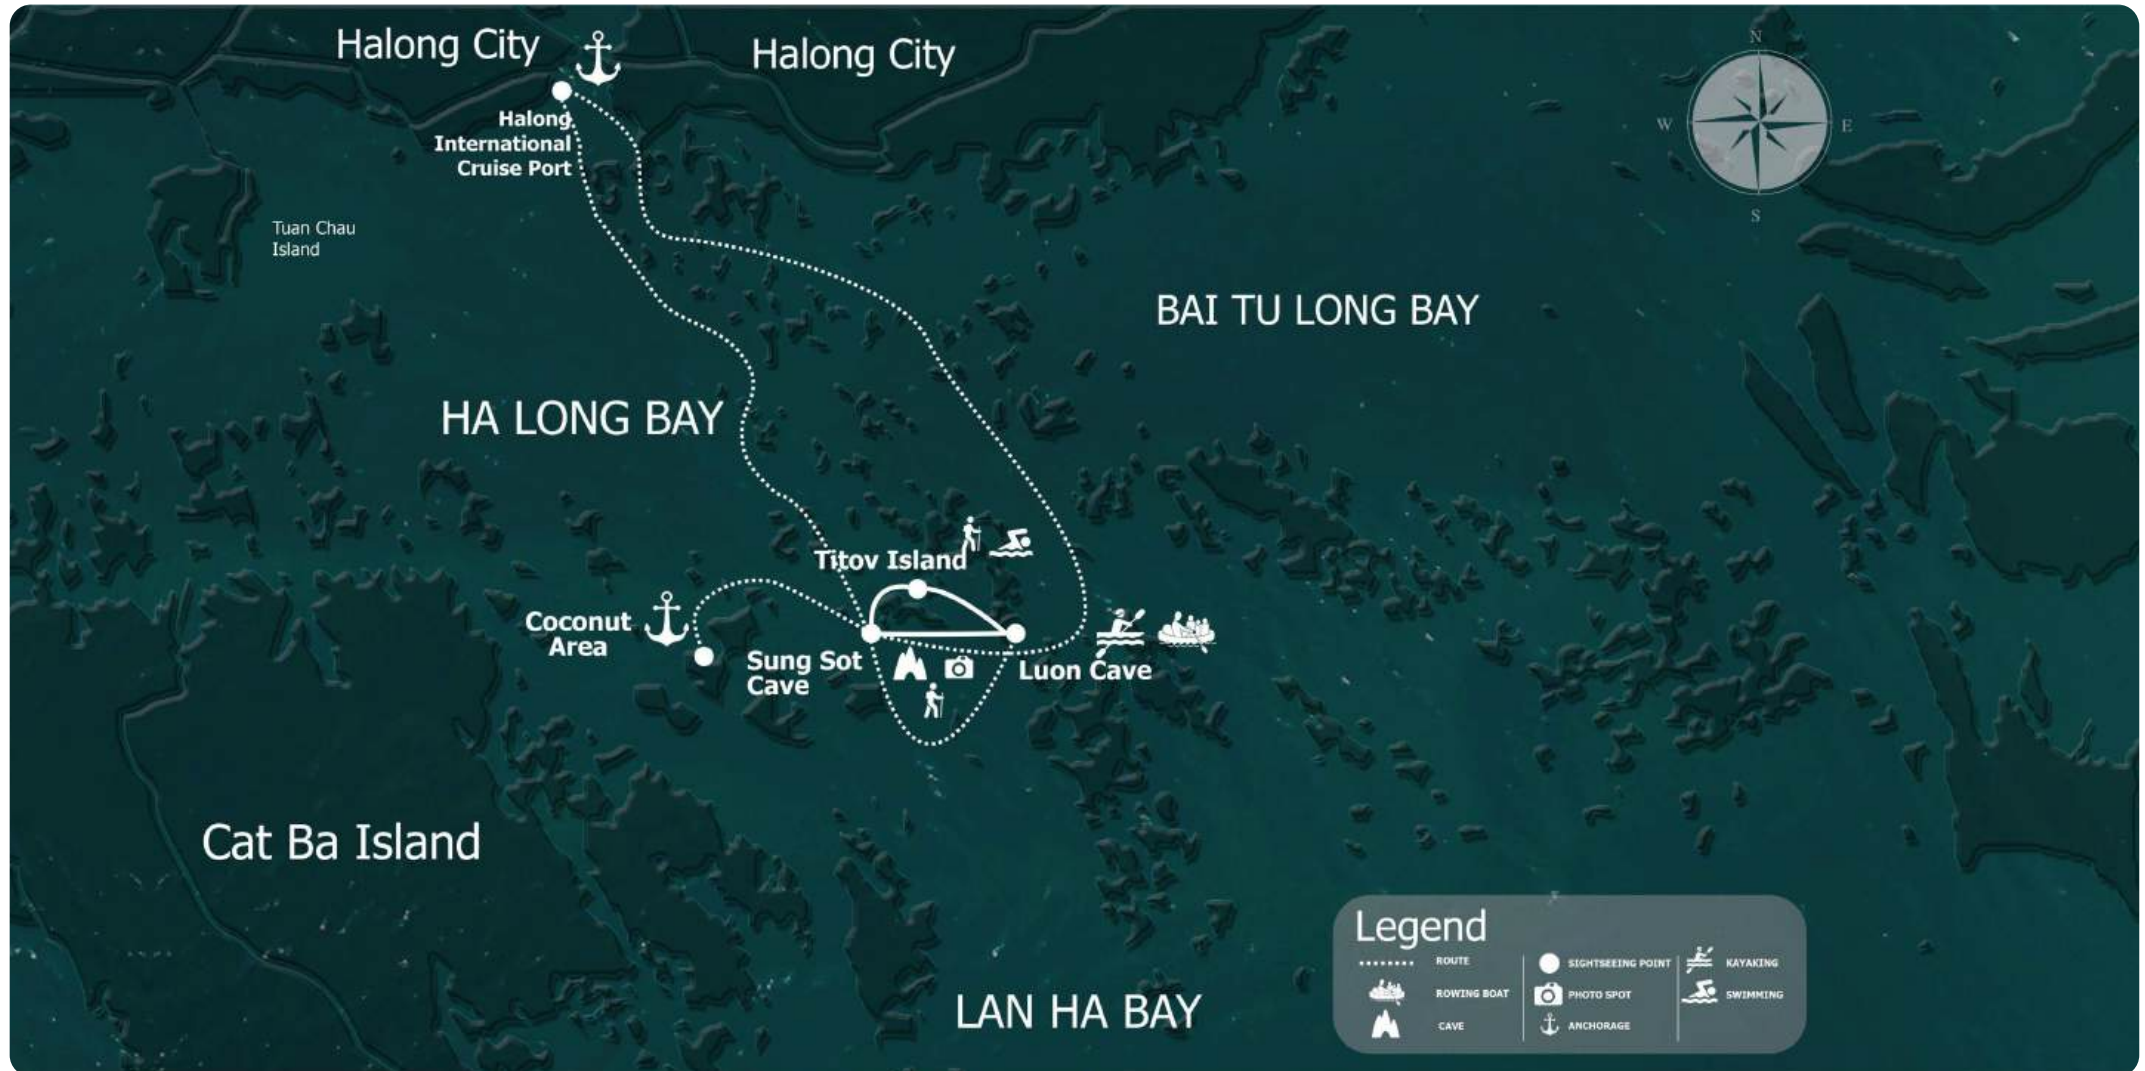 Halong City
Halong City
N
W
E
S
Halong
International
Cruise Port
Tuan Chau
Island
BAI TU LONG BAY
HA LONG BAY
Titov Island
Coconut
Area
Sung Sot
Cave
Luon Cave
Cat Ba Island
LAN HA BAY
Legend
ROUTE
ROWING BOAT
CAVE
SIGHTSEEING POINT
PHOTO SPOT
ANCHORAGE
KAYAKING
SWIMMING